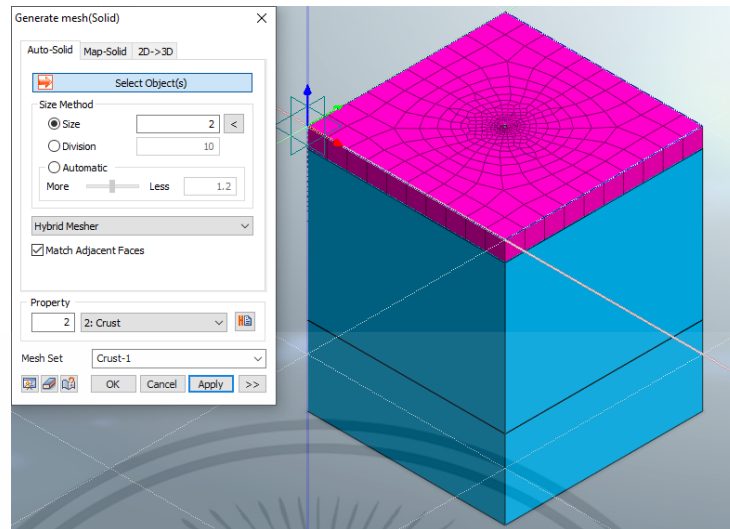 Generate mesh(Solid)
Auto-Solid Map-Solid 2D->3D
Select Object(s)
Size Method
Size 2 <
Division 10
Automatic
More Less 1.2
Hybrid Mesher
Match Adjacent Faces
Property
2 2: Crust
Mesh Set Crust-1
OK Cancel Apply >>